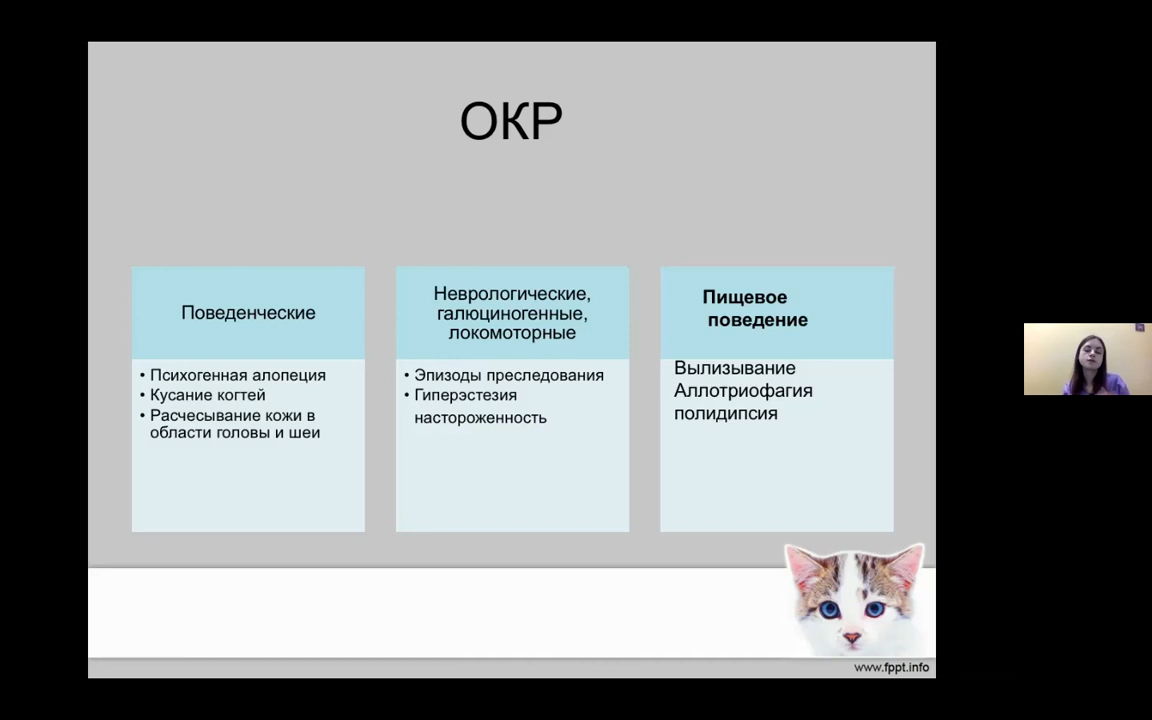 ОКР
Поведенческие
• Психогенная алопеция
• Кусание когтей
• Расчесывание кожи в
области головы и шеи
Неврологические,
галюциногенные,
локомоторные
• Эпизоды преследования
• Гиперэстезия
настороженность
Пищевое
поведение
Вылизывание
Аллотриофагия
полидипсия
www.fppt.info